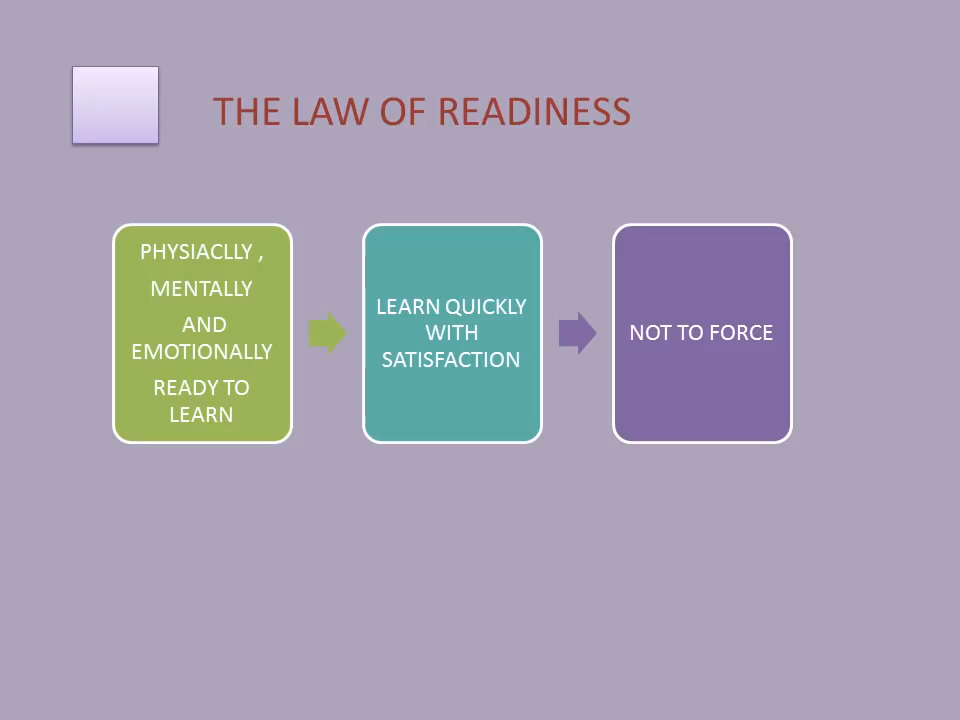 THE LAW OF READINESS
PHYSIACLLY ,
MENTALLY
AND
EMOTIONALLY
READY TO
LEARN
LEARN QUICKLY
WITH
SATISFACTION
NOT TO FORCE